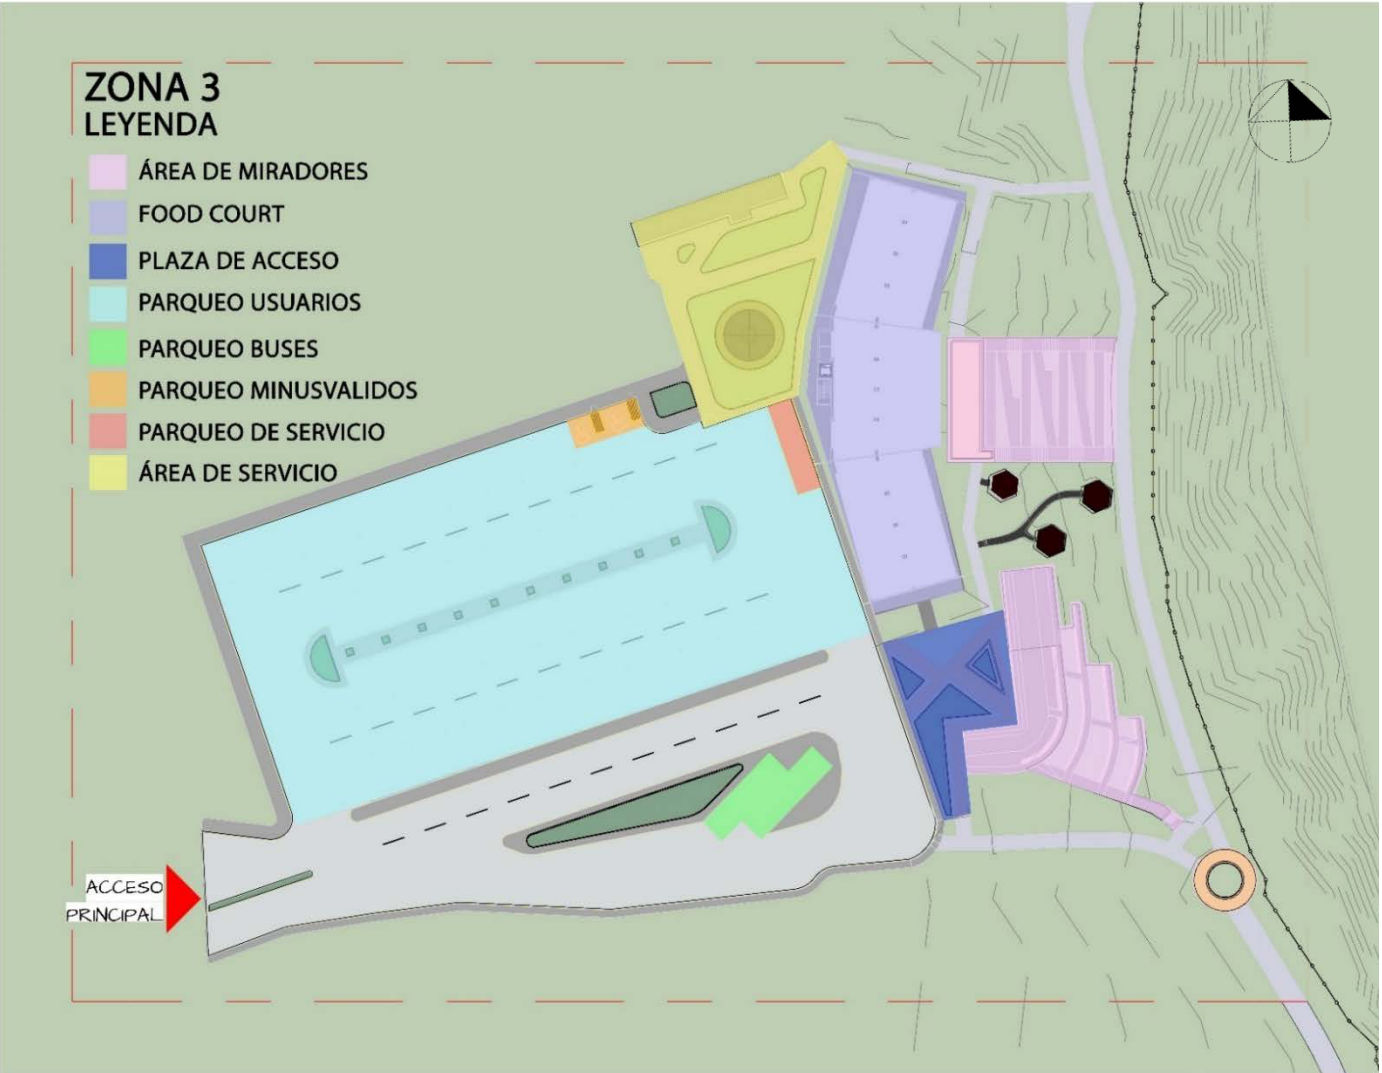 ZONA 3
LEYENDA
ÁREA DE MIRADORES
FOOD COURT
PLAZA DE ACCESO
PARQUEO USUARIOS
PARQUEO BUSES
PARQUEO MINUSVALIDOS
PARQUEO DE SERVICIO
ÁREA DE SERVICIO
ACCESO
PRINCIPAL